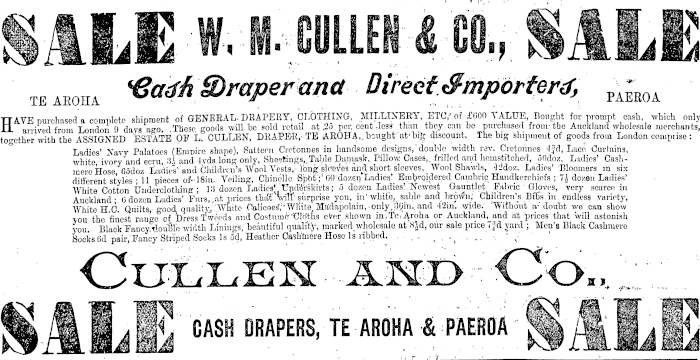 SALE W. M. CULLEN & CO., SALE
Cash Draper and Direct Importers,
TE AROHA PAEROA
HAVE purchased a complete shipment of GENERAL DRAPERY, CLOTHING, MILLINERY, ETC, of £600 VALUE, Bought for prompt cash, which only
arrived from London 9 days ago. These goods will be sold retail at 25 per cent less than they can be purchased from the Auckland wholesale merchants,
together with the ASSIGNED ESTATE OF L. CULLEN, DRAPER, TE AROHA, bought at big discount. The big shipment of goods from London comprise:
Ladies' Navy Palatoes (Empire shape), Satteen Cretonnes in handsome designs, double width rev. Cretonnes 4¾d, Lace Curtains,
white, ivory and ecru, 3½ and 4yds long only, Sheetings, Table Damask, Pillow Cases, frilled and hemstitched, 50doz. Ladies' Cash-
mere Hose, 65doz Ladies' and Children's Wool Vests, long sleeves and short sleeves, Wool Shawls, 42doz. Ladies' Bloomers in six
different styles; 11 pieces of 18in. Veiling, Chinelle Spot; 60 dozen Ladies' Embroidered Cambric Handkerchiefs; 7½ dozen Ladies'
White Cotton Underclothing; 13 dozen Ladies' Underskirts; 5 dozen Ladies' Newest Gauntlet Fabric Gloves, very scarce in
Auckland; 6 dozen Ladies' Furs, at prices that will surprise you, in white, sable and brown, Children's Bibs in endless variety,
White H.C. Quilts, good quality, White Calicoes, White Madapolain, only 36in. and 42in. wide. Without a doubt we can show
you the finest range of Dress Tweeds and Costume Cloths ever shown in Te Aroha or Auckland, and at prices that will astonish
you. Black Fancy double width Linings, beautiful quality, marked wholesale at 8½d, our sale price 7¾d yard; Men's Black Cashmere
Socks 6d pair, Fancy Striped Socks 1s 5d, Heather Cashmere Hose 1s ribbed.
CULLEN AND CO.,
SALE CASH DRAPERS, TE AROHA & PAEROA SALE